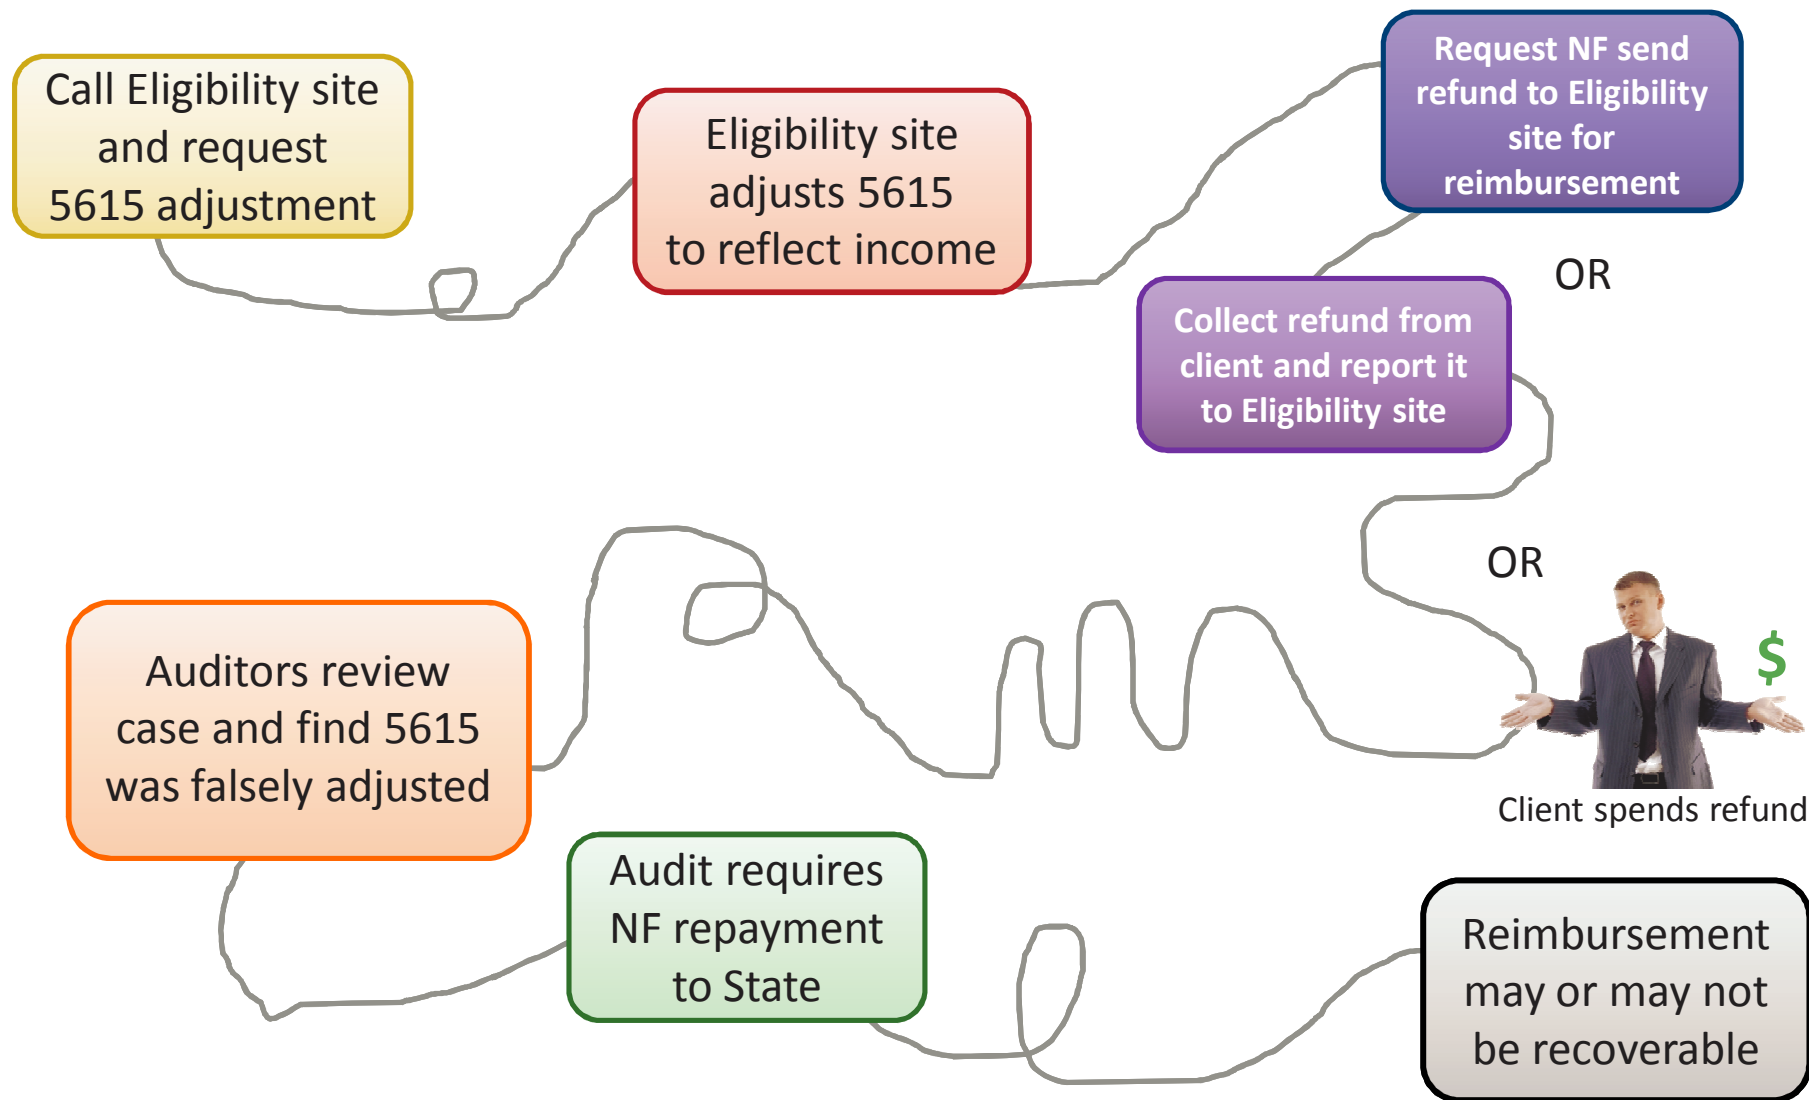 Call Eligibility site
and request
5615 adjustment
Eligibility site
adjusts 5615
to reflect income
Request NF send
refund to Eligibility
site for
reimbursement
OR
Collect refund from
client and report it
to Eligibility site
OR
$
Client spends refund
Auditors review
case and find 5615
was falsely adjusted
Audit requires
NF repayment
to State
Reimbursement
may or may not
be recoverable